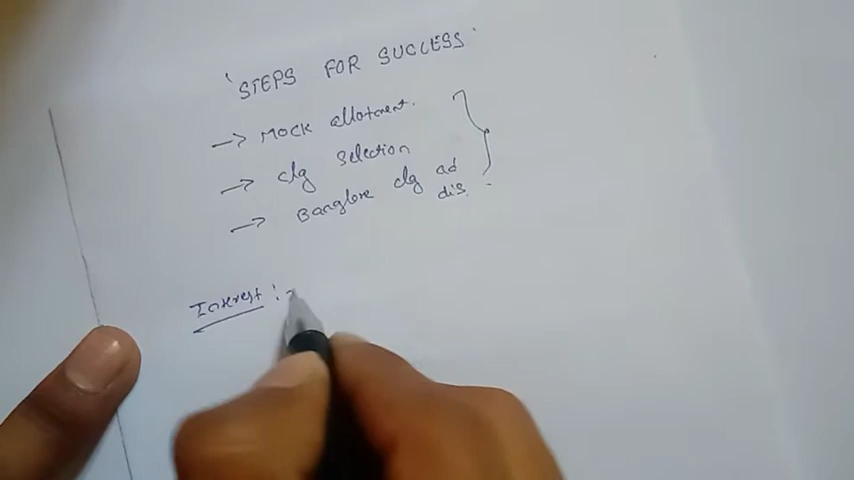 'STEPS FOR SUCCESS'
→ MOCK allotment.
→ clg selection
→ Banglore clg ad
dis.
Interest :-